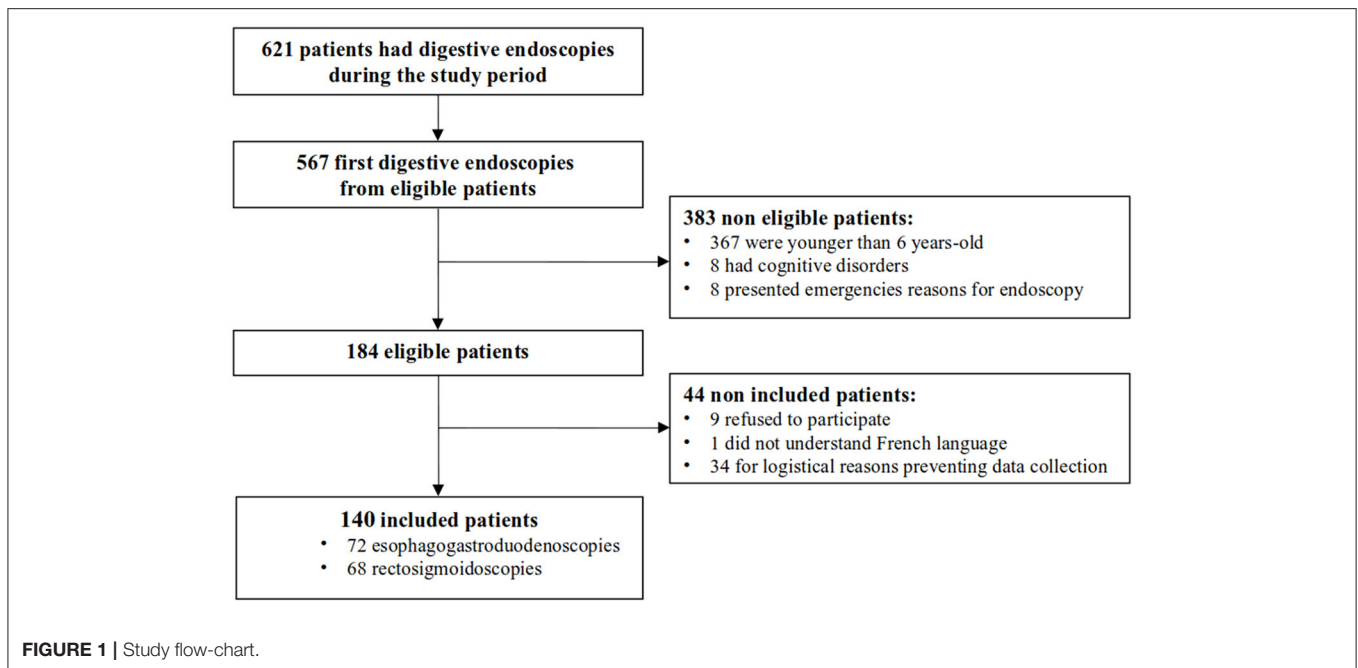 621 patients had digestive endoscopies
during the study period
567 first digestive endoscopies
from eligible patients
383 non eligible patients:
• 367 were younger than 6 years-old
• 8 had cognitive disorders
• 8 presented emergencies reasons for endoscopy
184 eligible patients
44 non included patients:
• 9 refused to participate
• 1 did not understand French language
• 34 for logistical reasons preventing data collection
140 included patients
• 72 esophagogastroduodenoscopies
• 68 rectosigmoidoscopies
FIGURE 1 | Study flow-chart.